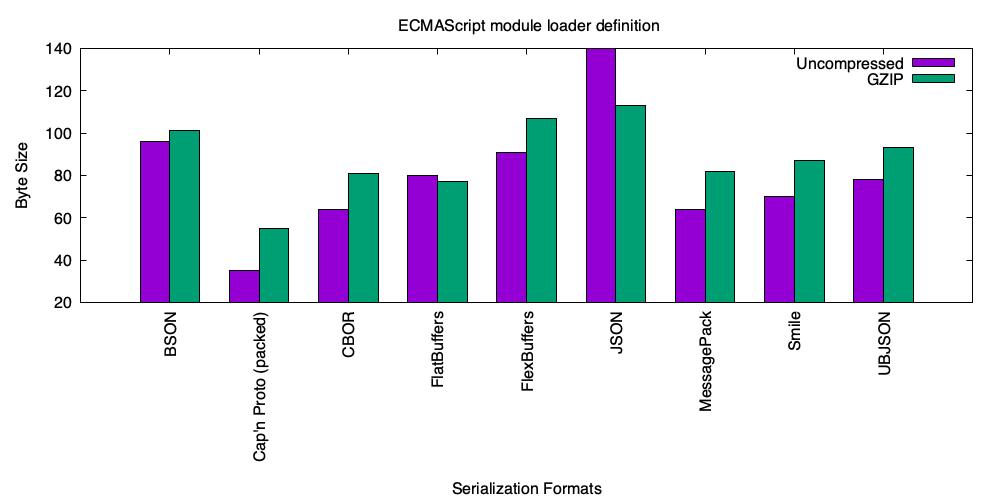 ECMAScript module loader definition
Uncompressed
GZIP
140
120
100
80
60
40
20
Byte Size
BSON
Cap'n Proto (packed)
CBOR
FlatBuffers
FlexBuffers
JSON
MessagePack
Smile
UBJSON
Serialization Formats